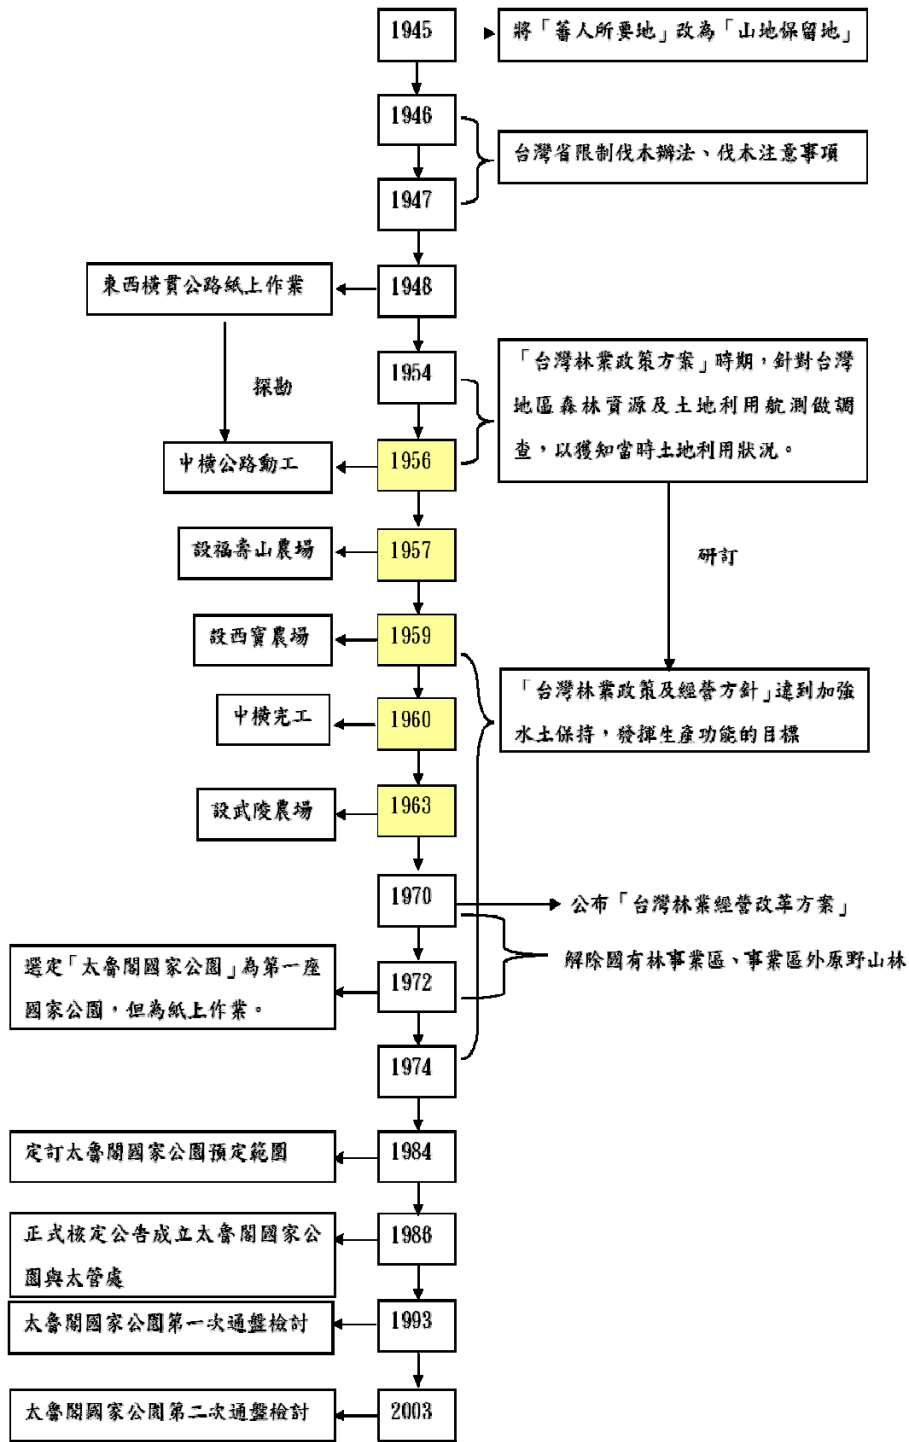 1945
將「蕃人所要地」改為「山地保留地」
1946
台灣省限制伐木辦法、伐木注意事項
1947
東西橫貫公路紙上作業
1948
探勘
1954
「台灣林業政策方案」時期，針對台灣
地區森林資源及土地利用航測做調
查，以獲知當時土地利用狀況。
中橫公路動工
1956
設福壽山農場
1957
研訂
設西寶農場
1959
「台灣林業政策及經營方針」達到加強
水土保持，發揮生產功能的目標
中橫完工
1960
設武陵農場
1963
1970
公布「台灣林業經營改革方案」
解除國有林事業區、事業區外原野山林
選定「太魯閣國家公園」為第一座
國家公園，但為紙上作業。
1972
1974
定訂太魯閣國家公園預定範圍
1984
正式核定公告成立太魯閣國家公
園與太管處
1986
太魯閣國家公園第一次通盤檢討
1993
太魯閣國家公園第二次通盤檢討
2003